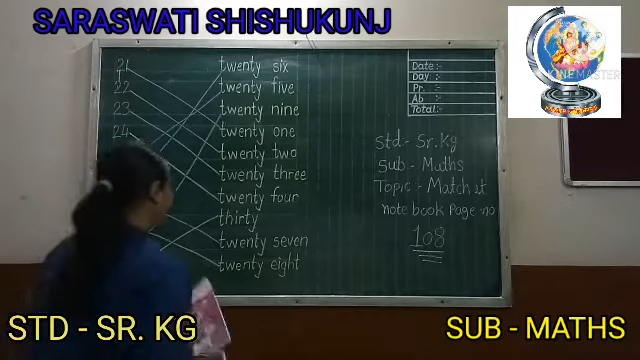 SARASWATI SHISHUKUNJ
KINEMASTER
21 twenty six
22 twenty five
23 twenty nine
24 twenty one
twenty two
twenty three
twenty four
thirty
twenty seven
twenty eight
Date:-
Day :-
Pr. :-
Ab :-
Total:-
Std- Sr.Kg
Sub- Maths
Topic- Match it
note book Page no
108
STD - SR. KG
SUB - MATHS